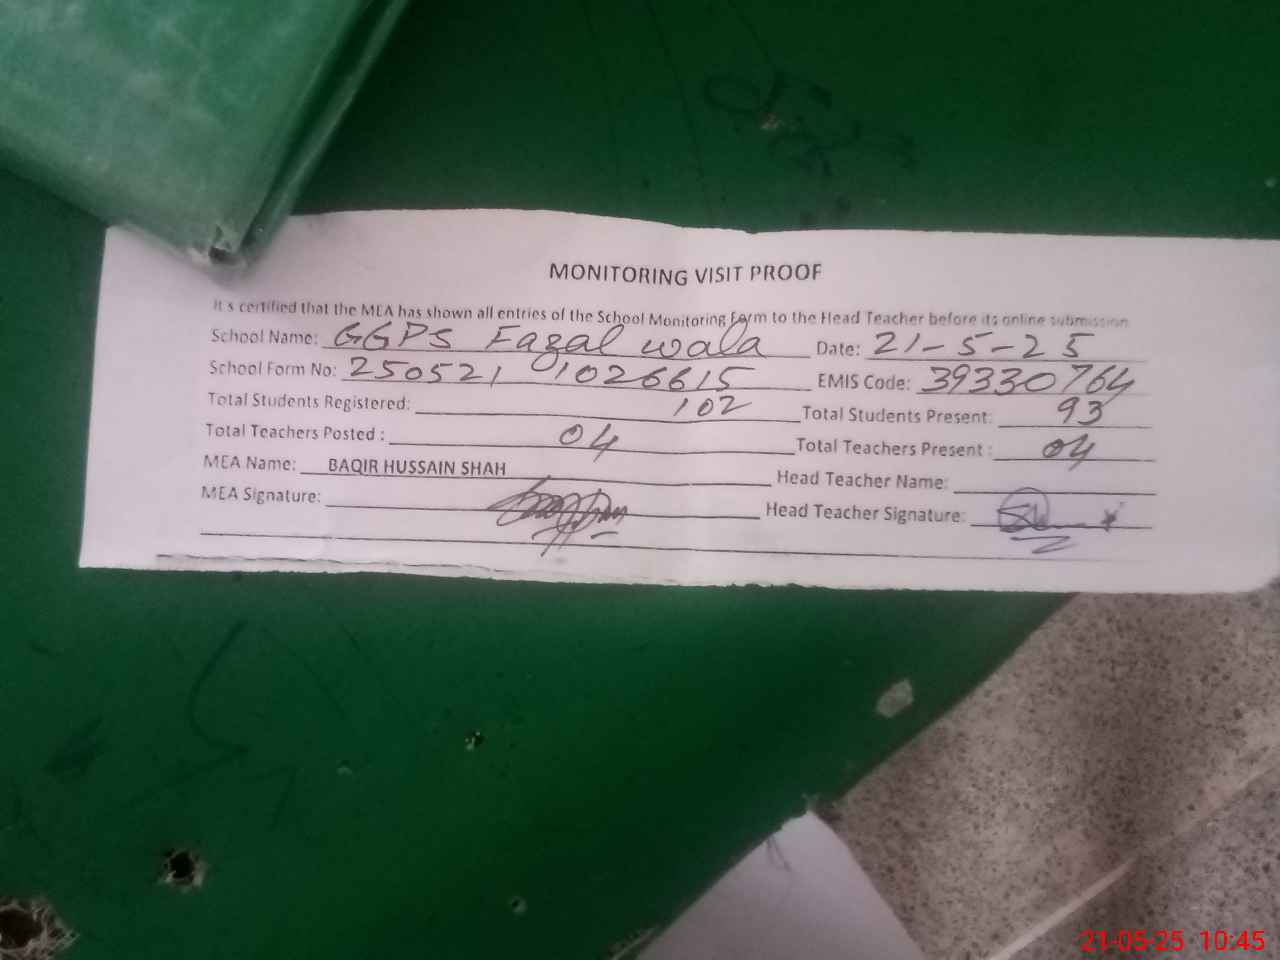 MONITORING VISIT PROOF
It s certified that the MEA has shown all entries of the School Monitoring Form to the Head Teacher before its online submission
School Name: GGPS Fazal wala Date: 21-5-25
School Form No: 250521 1026615 EMIS Code: 39330764
Total Students Registered: 102 Total Students Present: 93
Total Teachers Posted : 04 Total Teachers Present : 04
MEA Name: BAQIR HUSSAIN SHAH Head Teacher Name:
MEA Signature: Head Teacher Signature:
21-05-25 10:45